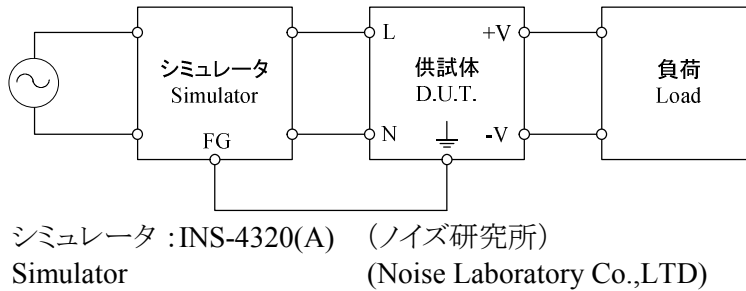 シミュレータ
Simulator
FG
L
N
供試体
D.U.T.
+V
-V
負荷
Load
シミュレータ :INS-4320(A) (ノイズ研究所)
Simulator (Noise Laboratory Co.,LTD)